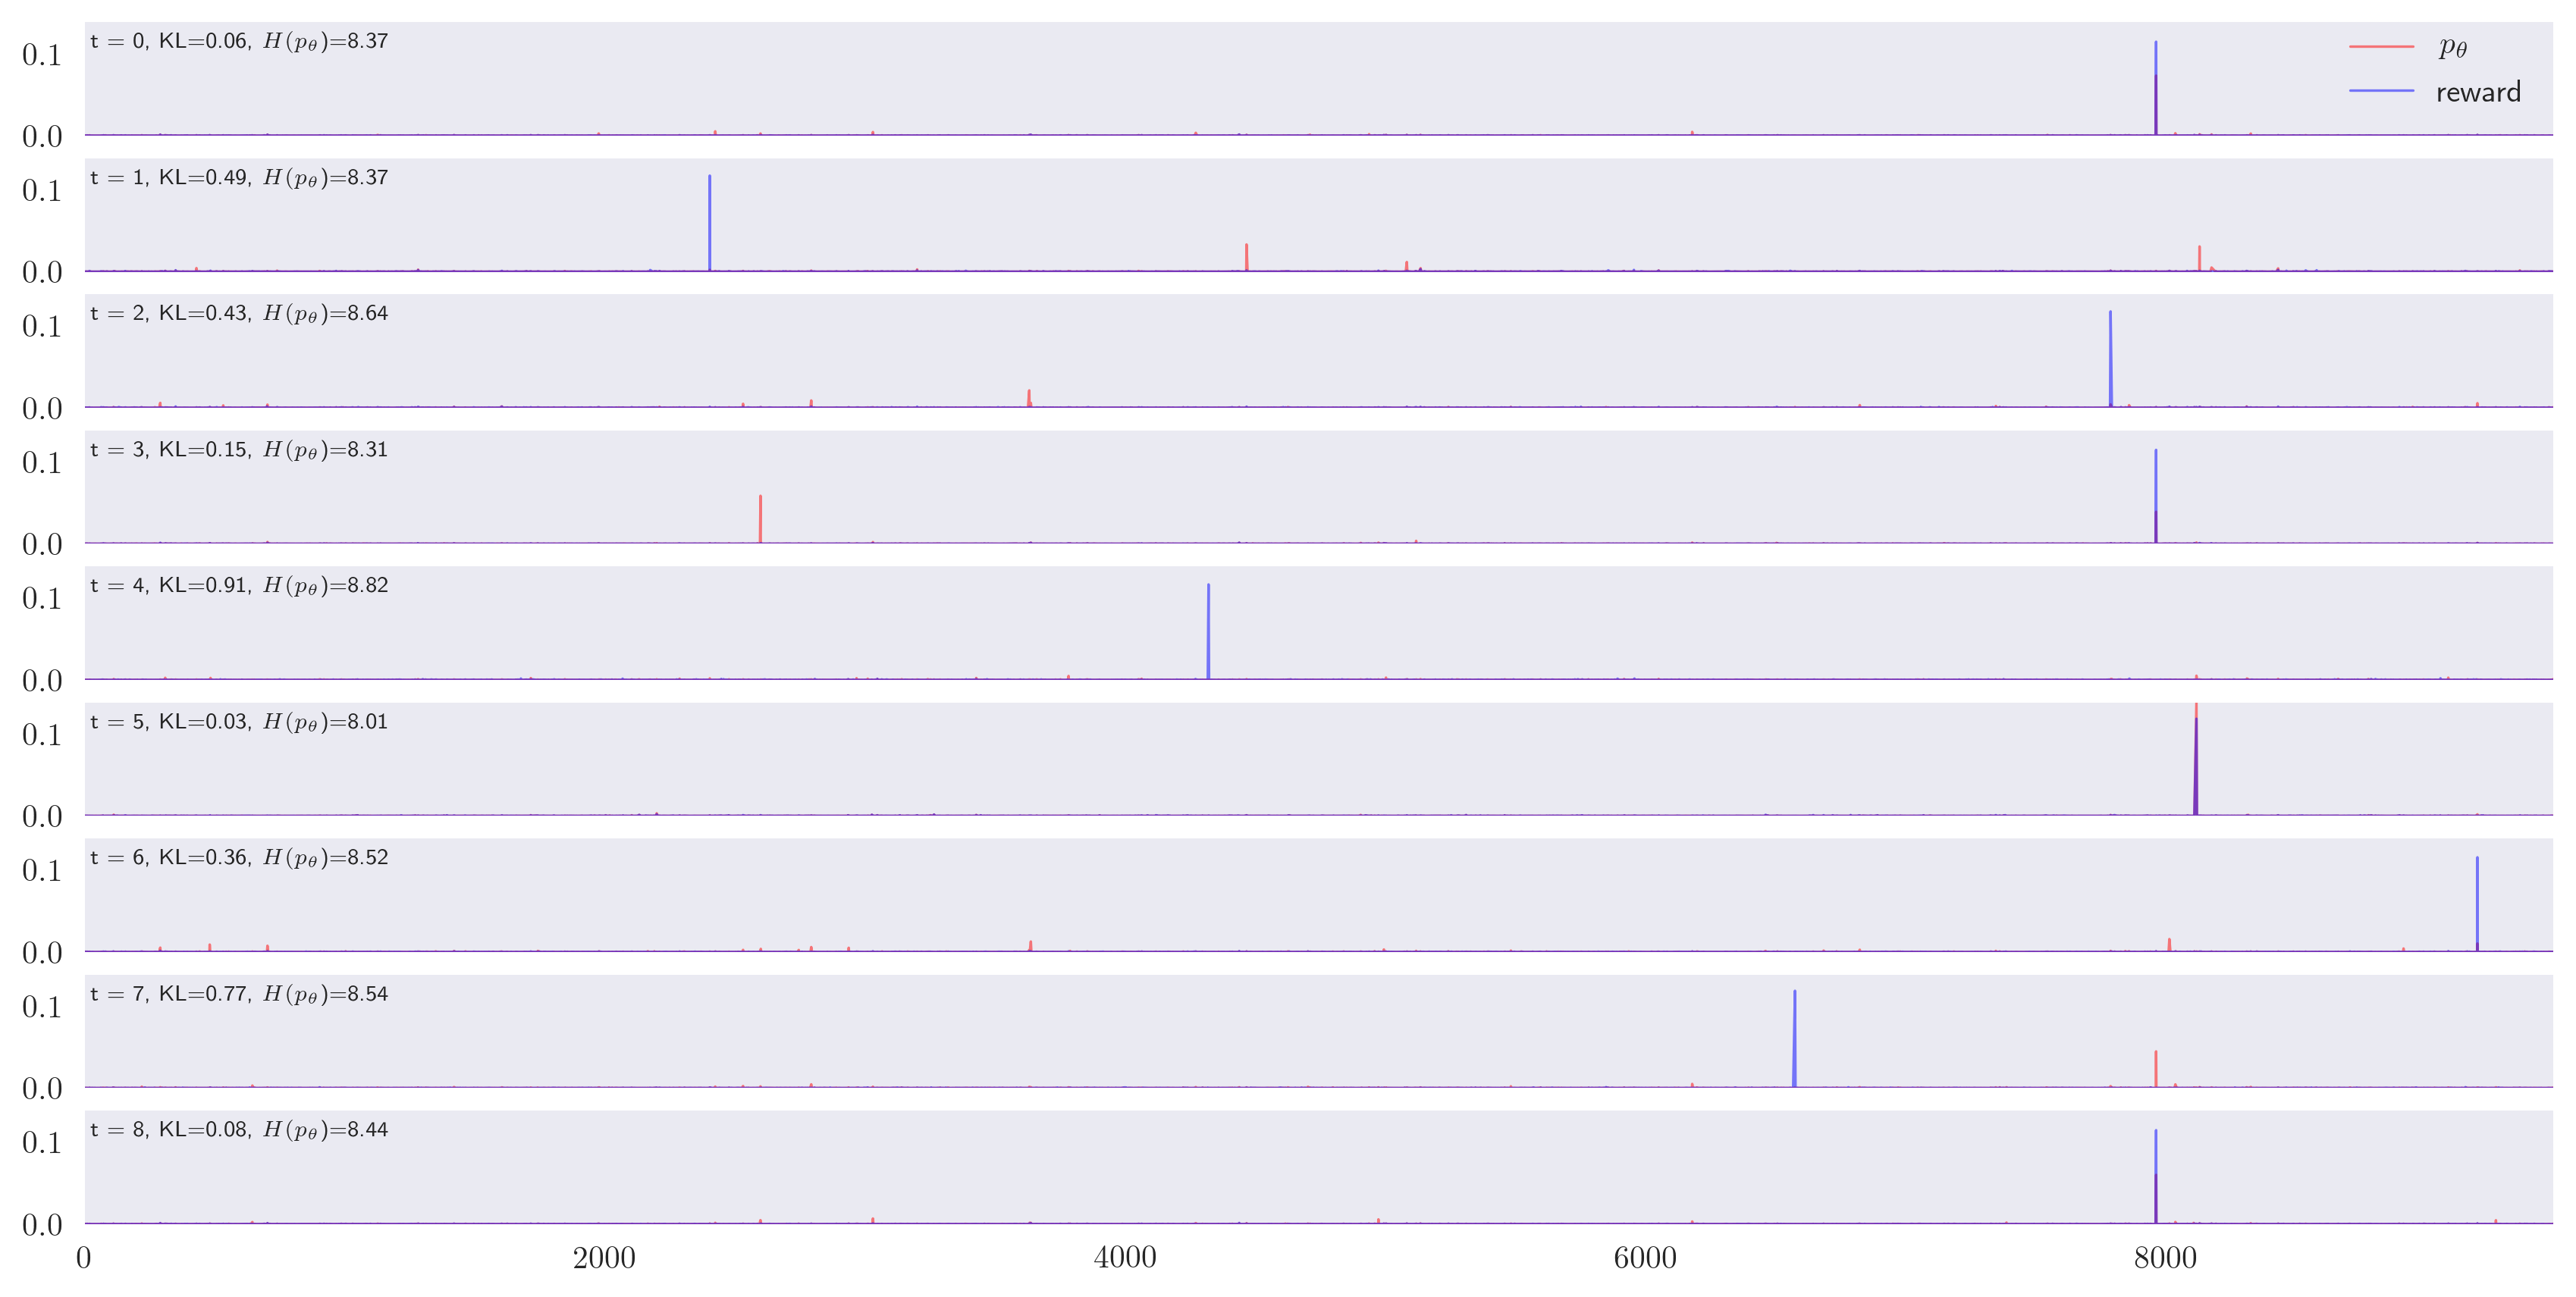 t = 0, KL=0.06, H(pθ)=8.37
pθ
reward
0.1
0.0
t = 1, KL=0.49, H(pθ)=8.37
0.1
0.0
t = 2, KL=0.43, H(pθ)=8.64
0.1
0.0
t = 3, KL=0.15, H(pθ)=8.31
0.1
0.0
t = 4, KL=0.91, H(pθ)=8.82
0.1
0.0
t = 5, KL=0.03, H(pθ)=8.01
0.1
0.0
t = 6, KL=0.36, H(pθ)=8.52
0.1
0.0
t = 7, KL=0.77, H(pθ)=8.54
0.1
0.0
t = 8, KL=0.08, H(pθ)=8.44
0.1
0.0
0 2000 4000 6000 8000